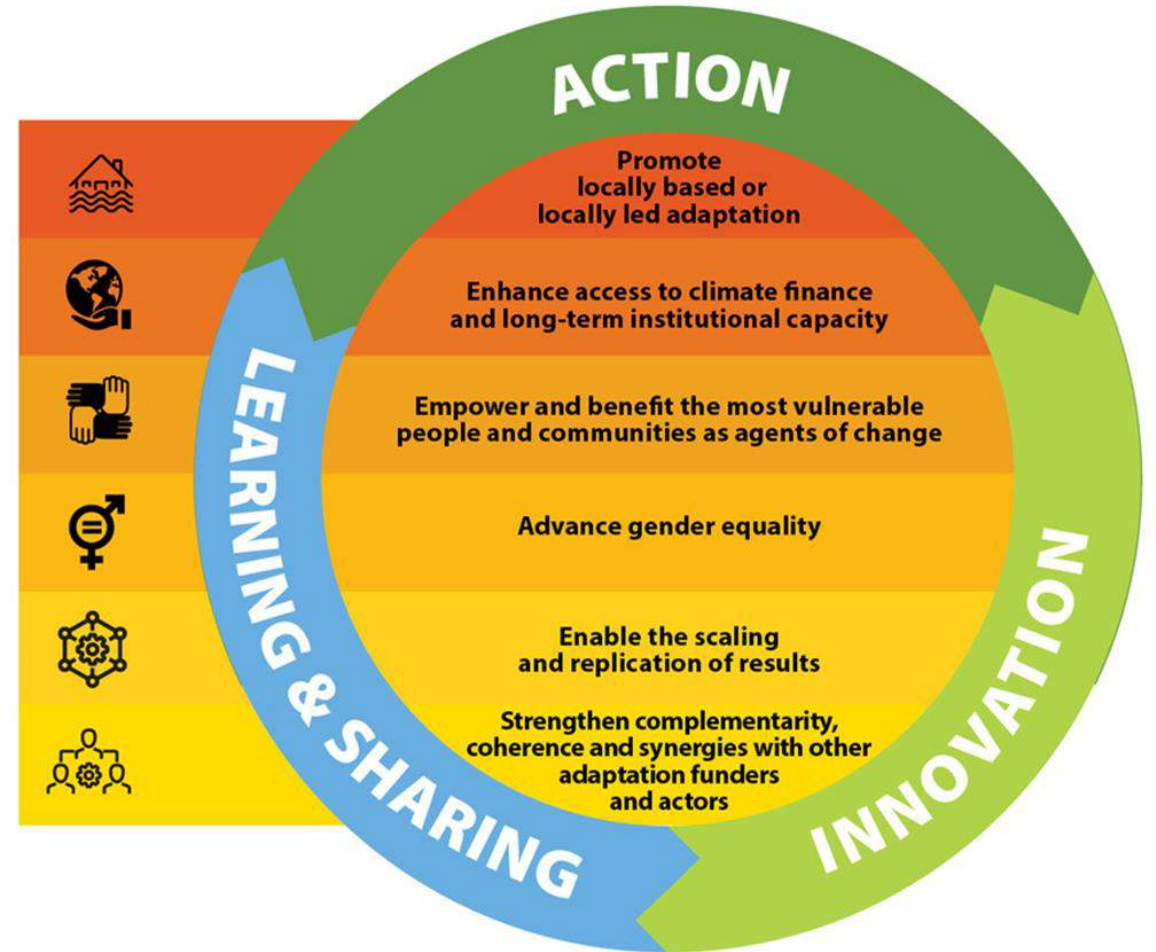 ACTION
Promote
locally based or
locally led adaptation
Enhance access to climate finance
and long-term institutional capacity
Empower and benefit the most vulnerable
people and communities as agents of change
Advance gender equality
Enable the scaling
and replication of results
Strengthen complementarity,
coherence and synergies with other
adaptation funders
and actors
LEARNING & SHARING
INNOVATION